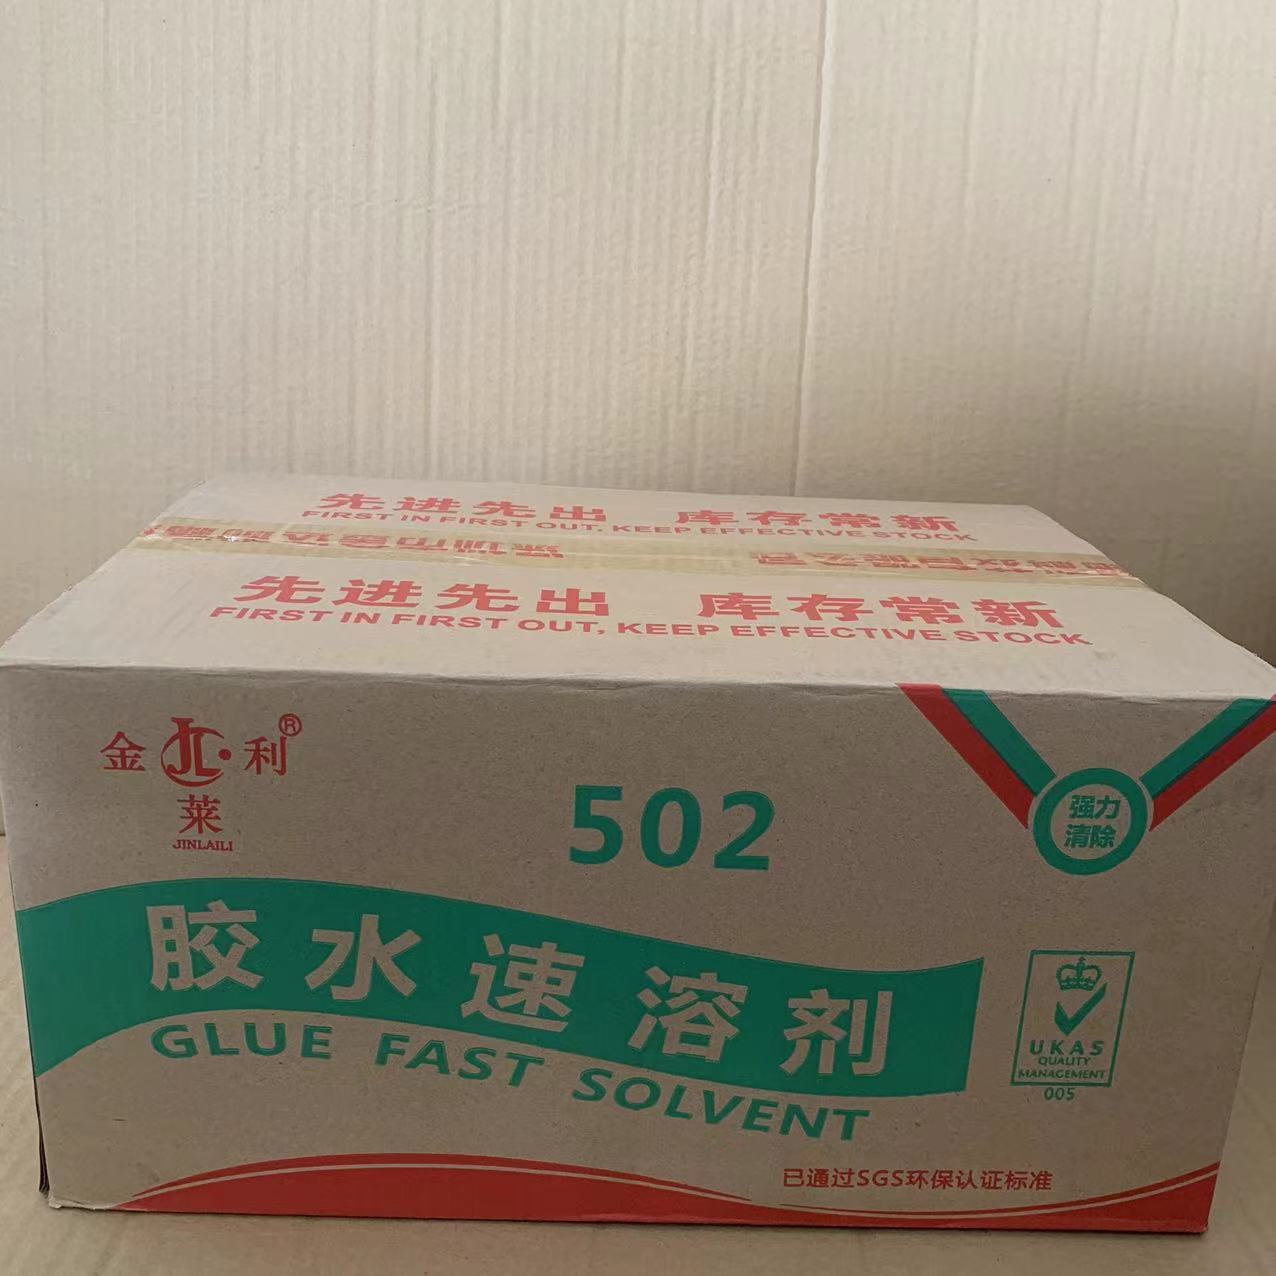 先进先出 库存常新
FIRST IN FIRST OUT, KEEP EFFECTIVE STOCK
先进先出 库存常新
FIRST IN FIRST OUT, KEEP EFFECTIVE STOCK
金 JL 利®
莱
JINLAILI
502
强力
清除
胶水速溶剂
GLUE FAST SOLVENT
UKAS
QUALITY
MANAGEMENT
005
已通过SGS环保认证标准